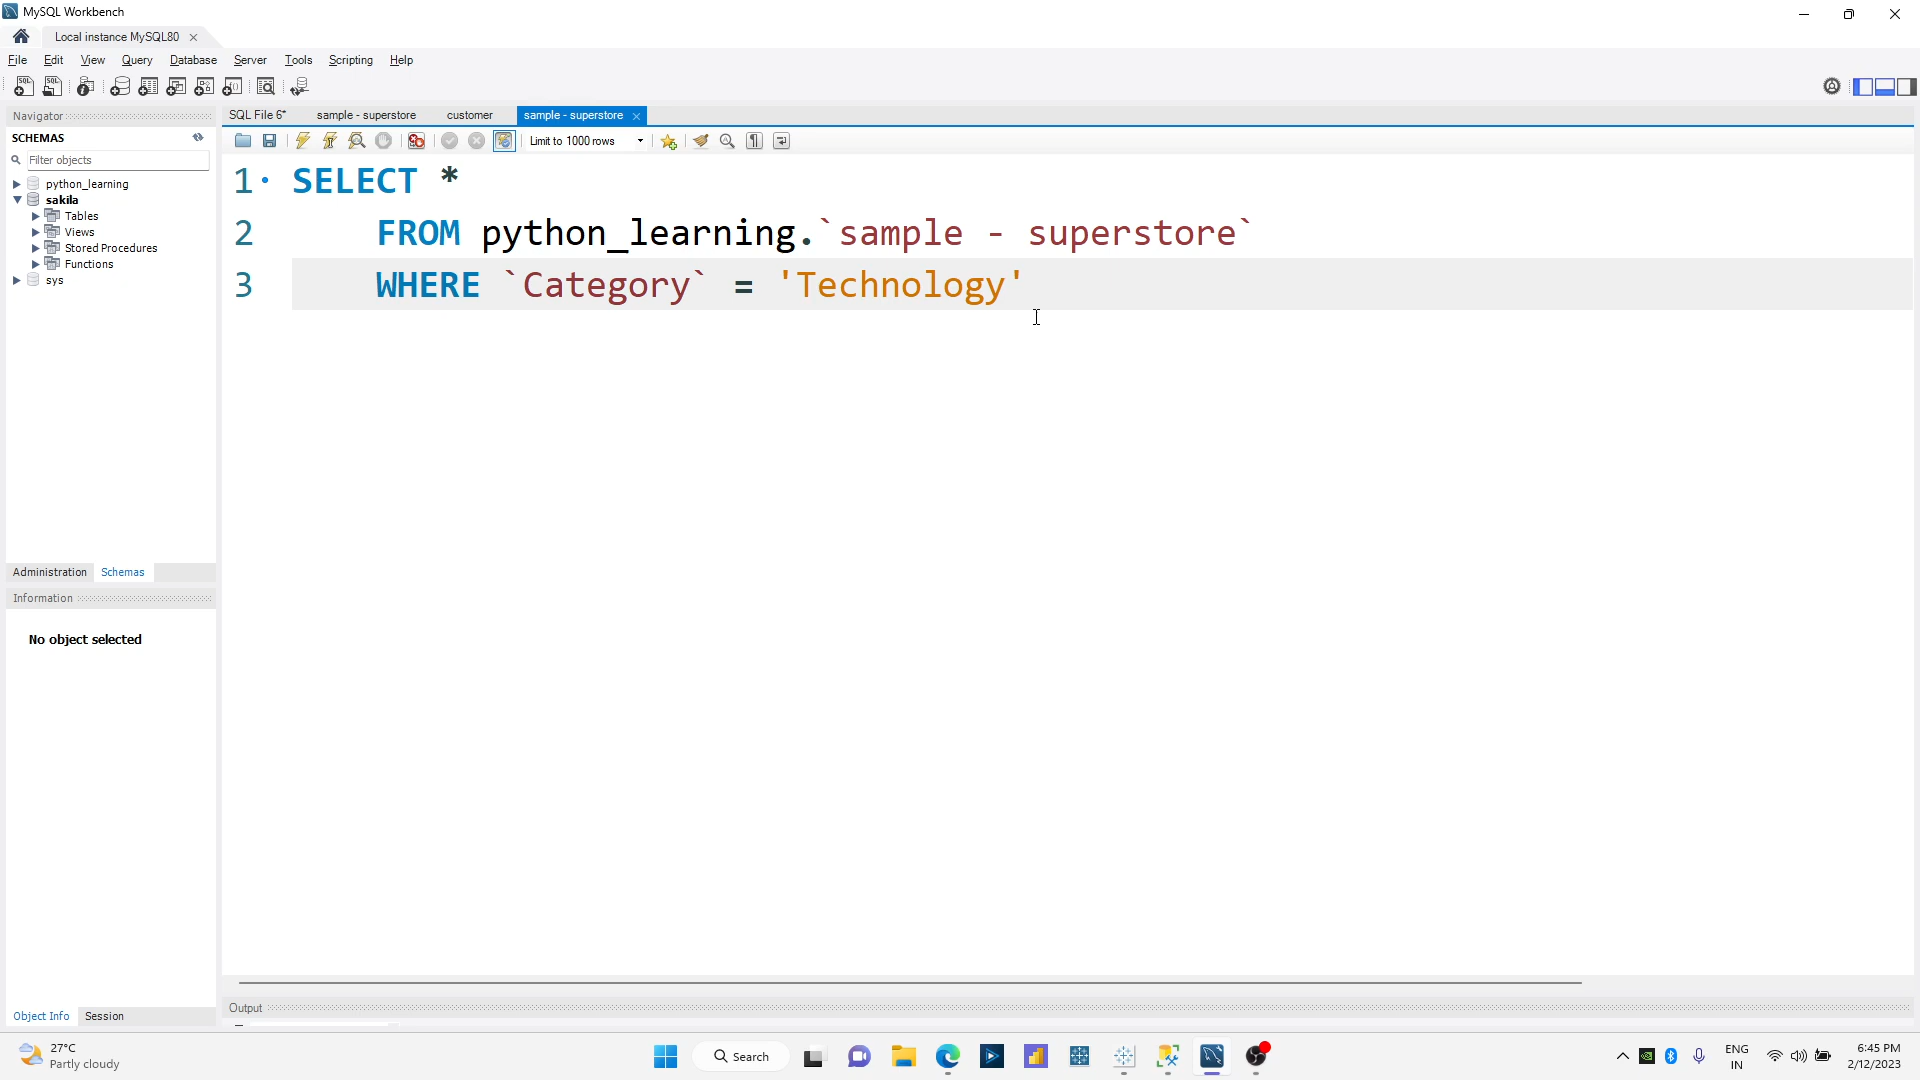 MySQL Workbench
Local instance MySQL80
File Edit View Query Database Server Tools Scripting Help
Navigator
SCHEMAS
Filter objects
python_learning
sakila
Tables
Views
Stored Procedures
Functions
sys
Administration Schemas
Information
No object selected
Object Info Session
SQL File 6* sample - superstore customer sample - superstore
Limit to 1000 rows
1 SELECT *
2 FROM python_learning.`sample - superstore`
3 WHERE `Category` = 'Technology'
Output
27°C
Partly cloudy
Search
ENG
IN
6:45 PM
2/12/2023